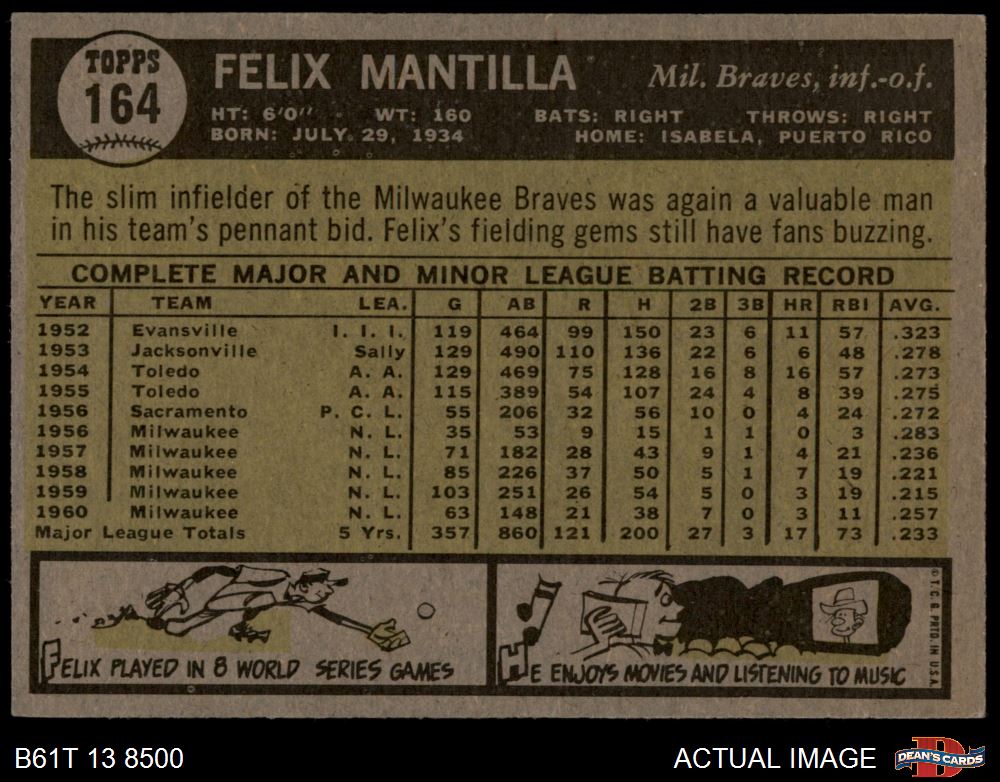 TOPPS
164
FELIX MANTILLA Mil. Braves, inf.-o.f.
HT: 6'0" WT: 160 BATS: RIGHT THROWS: RIGHT
BORN: JULY 29, 1934 HOME: ISABELA, PUERTO RICO
The slim infielder of the Milwaukee Braves was again a valuable man
in his team's pennant bid. Felix's fielding gems still have fans buzzing.
COMPLETE MAJOR AND MINOR LEAGUE BATTING RECORD
YEAR TEAM LEA. G AB R H 2B 3B HR RBI AVG.
1952 Evansville I. I. I. 119 464 99 150 23 6 11 57 .323
1953 Jacksonville Sally 129 490 110 136 22 6 6 48 .278
1954 Toledo A. A. 129 469 75 128 16 8 16 57 .273
1955 Toledo A. A. 115 389 54 107 24 4 8 39 .275
1956 Sacramento P. C. L. 55 206 32 56 10 0 4 24 .272
1956 Milwaukee N. L. 35 53 9 15 1 1 0 3 .283
1957 Milwaukee N. L. 71 182 28 43 9 1 4 21 .236
1958 Milwaukee N. L. 85 226 37 50 5 1 7 19 .221
1959 Milwaukee N. L. 103 251 26 54 5 0 3 19 .215
1960 Milwaukee N. L. 63 148 21 38 7 0 3 11 .257
Major League Totals 5 Yrs. 357 860 121 200 27 3 17 73 .233
FELIX PLAYED IN 8 WORLD SERIES GAMES
HE ENJOYS MOVIES AND LISTENING TO MUSIC
© T.C.G. PRTD. IN U.S.A.
B61T 13 8500 ACTUAL IMAGE
D
DEAN'S CARDS